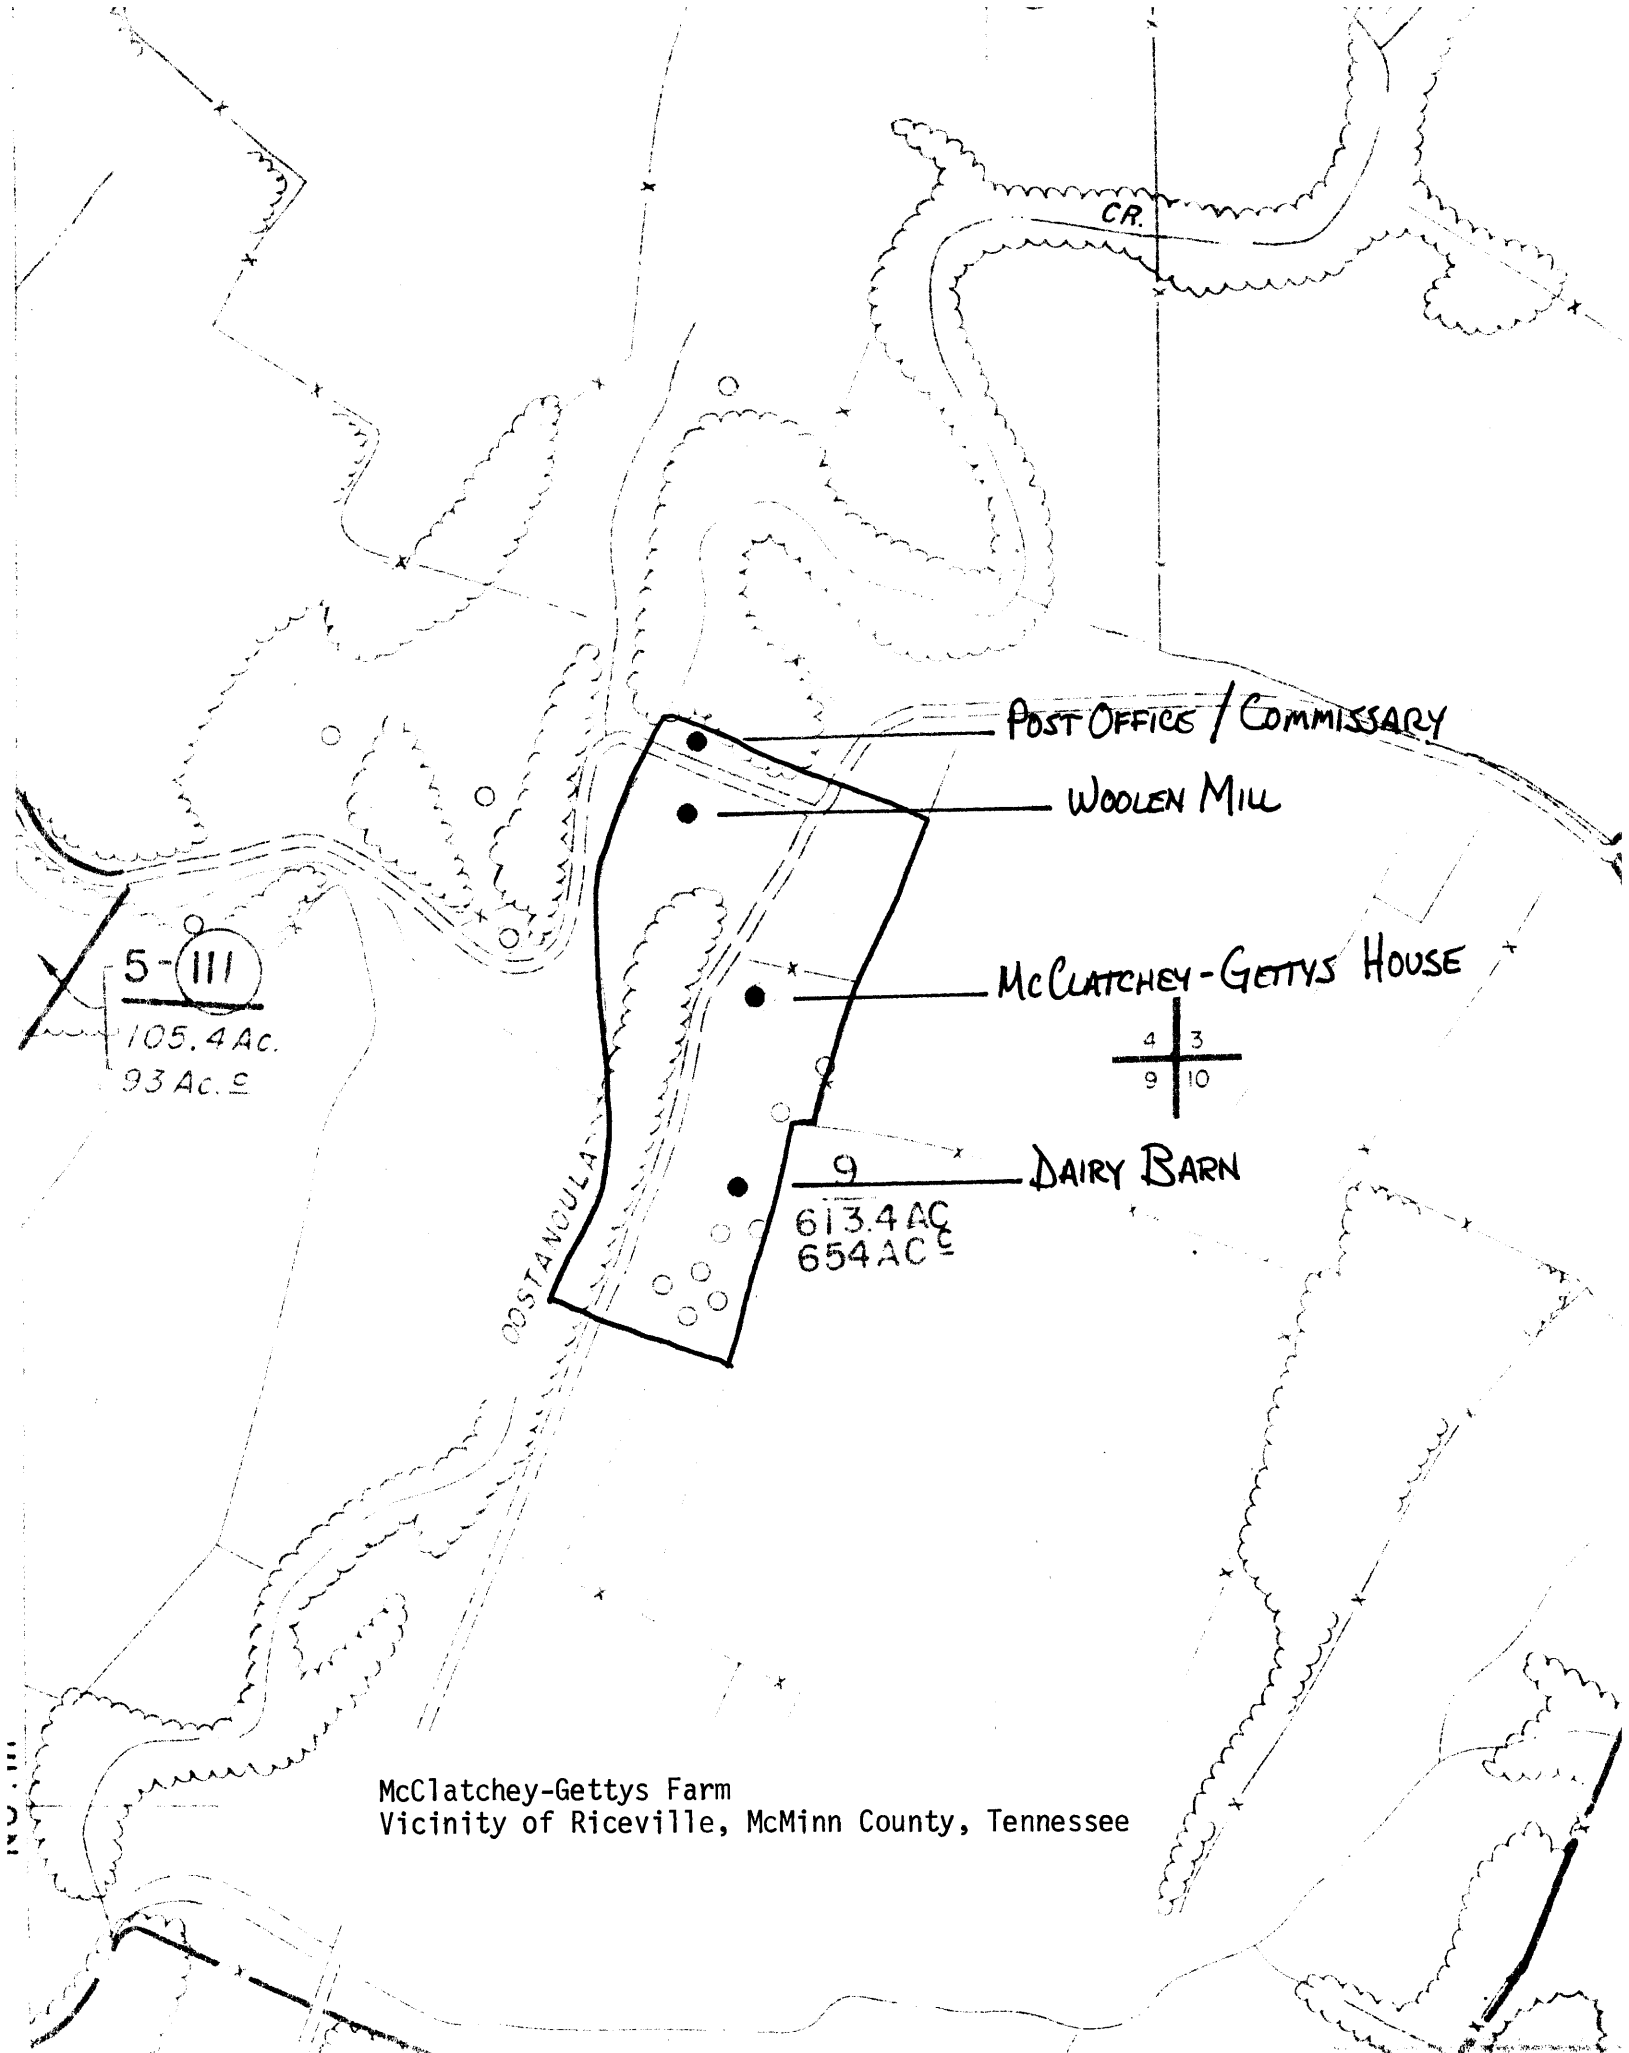 CR.
POST OFFICE / COMMISSARY
WOOLEN MILL
5-111
105.4 Ac.
93 Ac. c
McCLATCHEY-GETTYS HOUSE
4 3
9 10
OOSTANOULA
9
DAIRY BARN
613.4 AC
654 AC c
McClatchey-Gettys Farm
Vicinity of Riceville, McMinn County, Tennessee